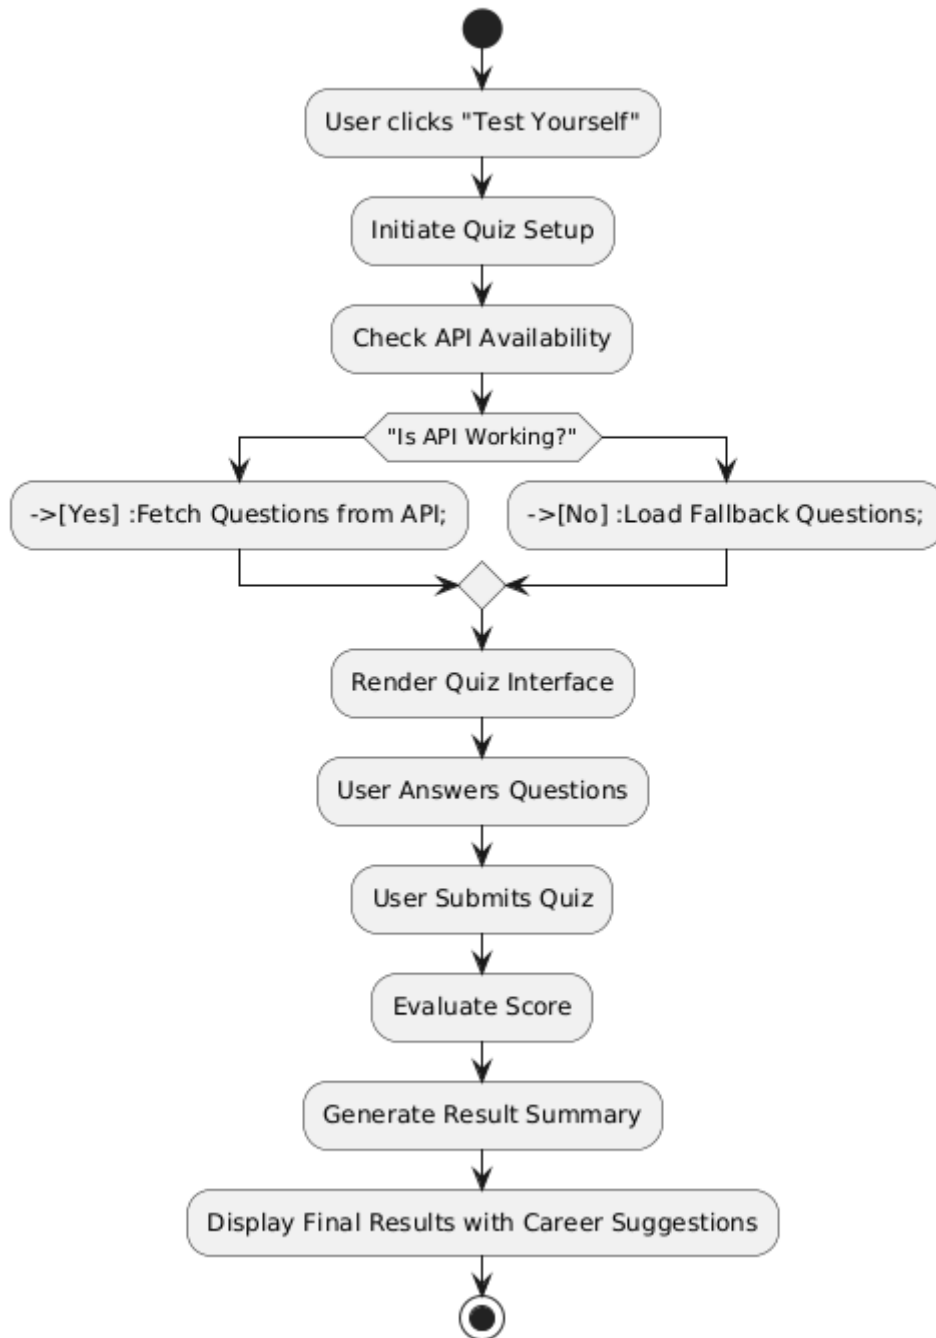 User clicks "Test Yourself"
Initiate Quiz Setup
Check API Availability
"Is API Working?"
->[Yes] :Fetch Questions from API;
->[No] :Load Fallback Questions;
Render Quiz Interface
User Answers Questions
User Submits Quiz
Evaluate Score
Generate Result Summary
Display Final Results with Career Suggestions